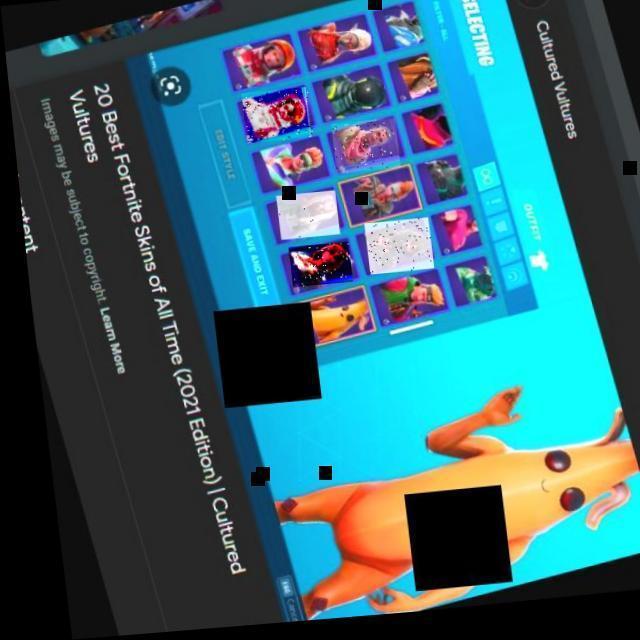 Cultured Vultures
SELECTING
OUTFIT
EDIT STYLE
SAVE AND EXIT
20 Best Fortnite Skins of All Time (2021 Edition) | Cultured
Vultures
Images may be subject to copyright. Learn More